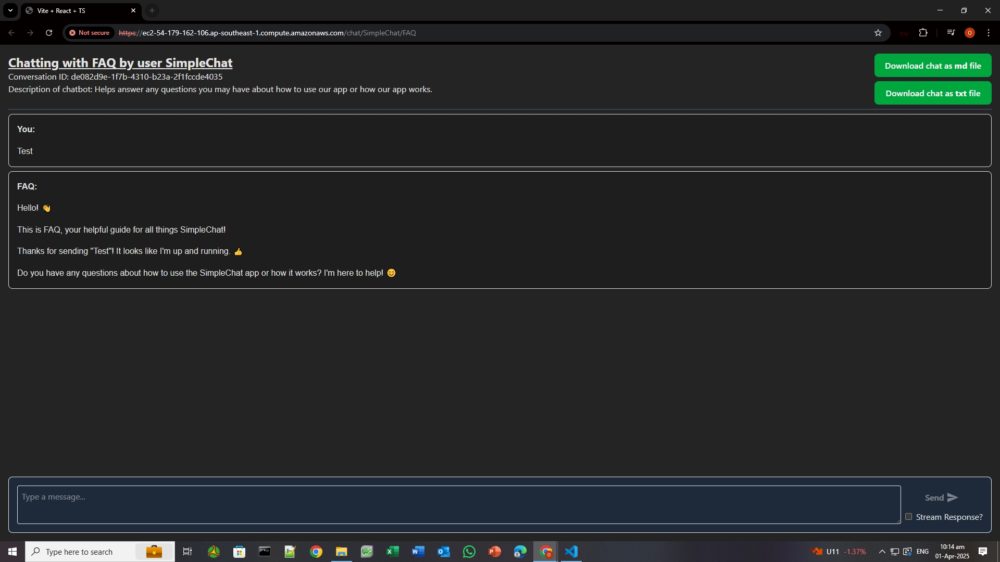 Vite + React + TS
Not secure
https://ec2-54-179-162-106.ap-southeast-1.compute.amazonaws.com/chat/SimpleChat/FAQ
O
Chatting with FAQ by user SimpleChat
Conversation ID: de082d9e-1f7b-4310-b23a-2f1fccde4035
Description of chatbot: Helps answer any questions you may have about how to use our app or how our app works.
Download chat as md file
Download chat as txt file
You:
Test
FAQ:
Hello! 👋
This is FAQ, your helpful guide for all things SimpleChat!
Thanks for sending "Test"! It looks like I'm up and running. 👍
Do you have any questions about how to use the SimpleChat app or how it works? I'm here to help! 😊
Type a message...
Send
Stream Response?
Type here to search
U11 -1.37%
ENG
10:14 am
01-Apr-2025